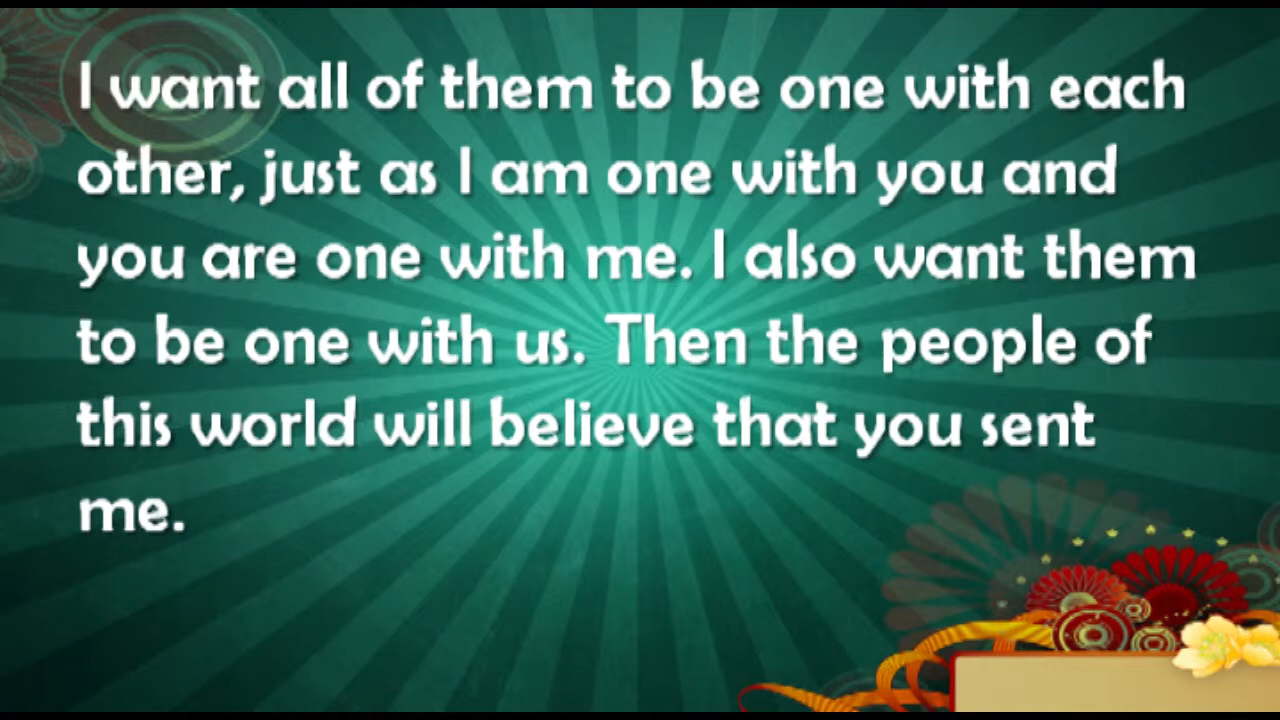 I want all of them to be one with each
other, just as I am one with you and
you are one with me. I also want them
to be one with us. Then the people of
this world will believe that you sent
me.